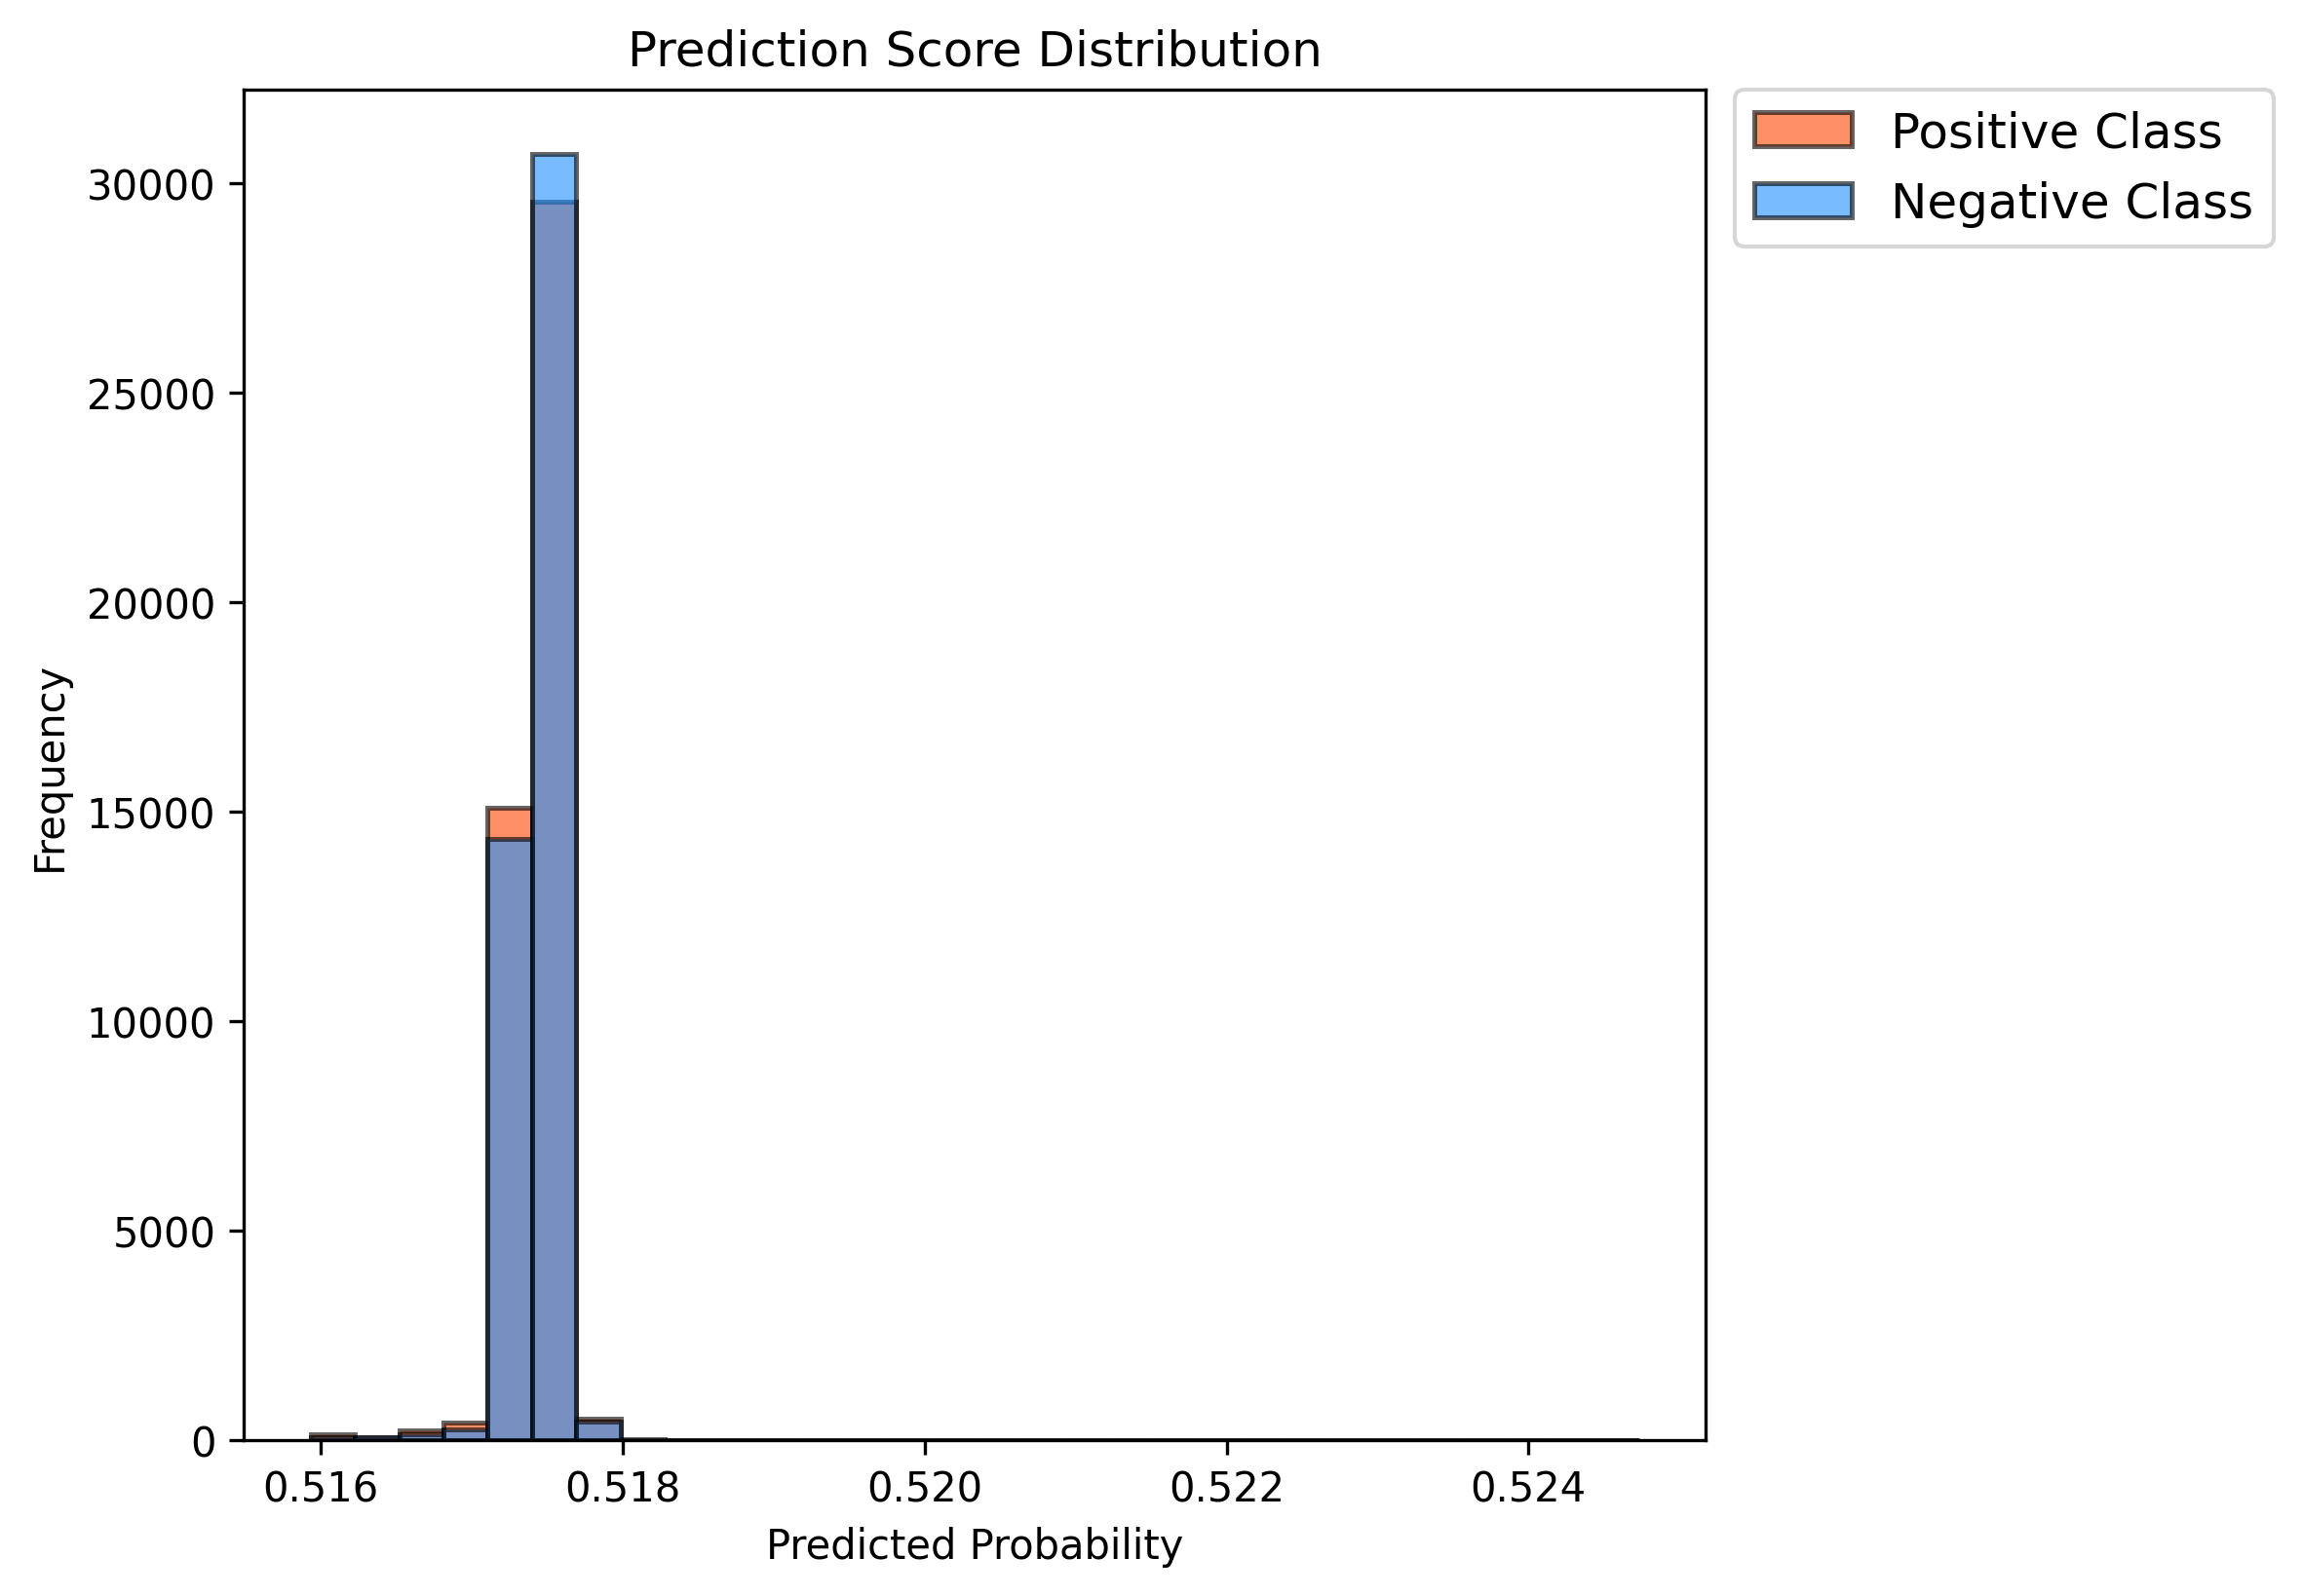 Prediction Score Distribution
Positive Class
Negative Class
30000
25000
20000
15000
10000
5000
0
Frequency
0.516
0.518
0.520
0.522
0.524
Predicted Probability